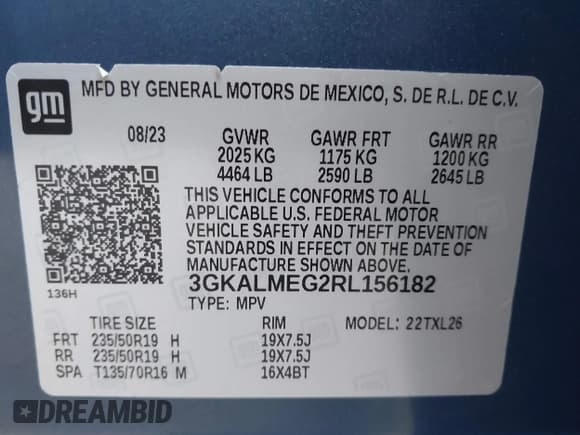 gm
MFD BY GENERAL MOTORS DE MEXICO, S. DE R.L. DE C.V.
08/23 GVWR GAWR FRT GAWR RR
2025 KG 1175 KG 1200 KG
4464 LB 2590 LB 2645 LB
THIS VEHICLE CONFORMS TO ALL
APPLICABLE U.S. FEDERAL MOTOR
VEHICLE SAFETY AND THEFT PREVENTION
STANDARDS IN EFFECT ON THE DATE OF
MANUFACTURE SHOWN ABOVE.
136H
3GKALMEG2RL156182
TYPE: MPV
TIRE SIZE RIM MODEL: 22TXL26
FRT 235/50R19 H 19X7.5J
RR 235/50R19 H 19X7.5J
SPA T135/70R16 M 16X4BT
DREAMBID